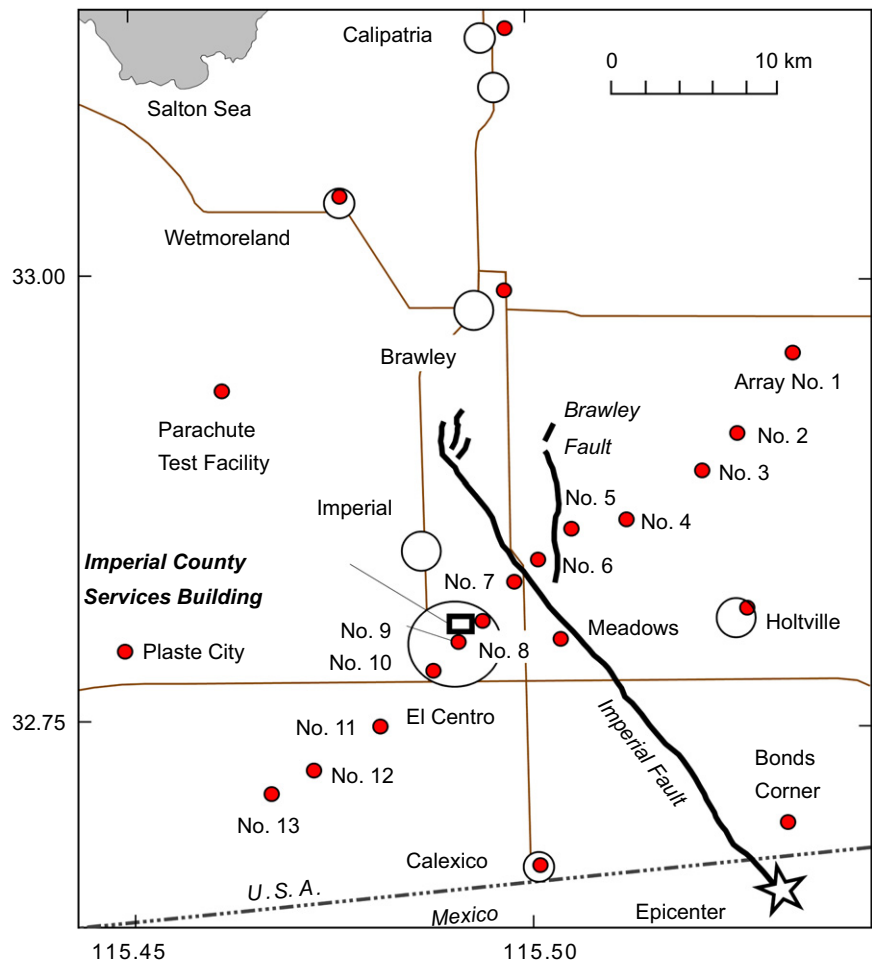 Calipatria
0
10 km
Salton Sea
Wetmoreland
33.00
Brawley
Array No. 1
Parachute
Test Facility
Brawley
Fault
No. 2
No. 3
No. 5
No. 4
Imperial
No. 6
Imperial County
Services Building
No. 7
Meadows
Holtville
No. 9
No. 8
Plaste City
No. 10
El Centro
32.75
No. 11
Imperial Fault
No. 12
Bonds
Corner
No. 13
Calexico
U.S.A.
Mexico
Epicenter
115.45
115.50